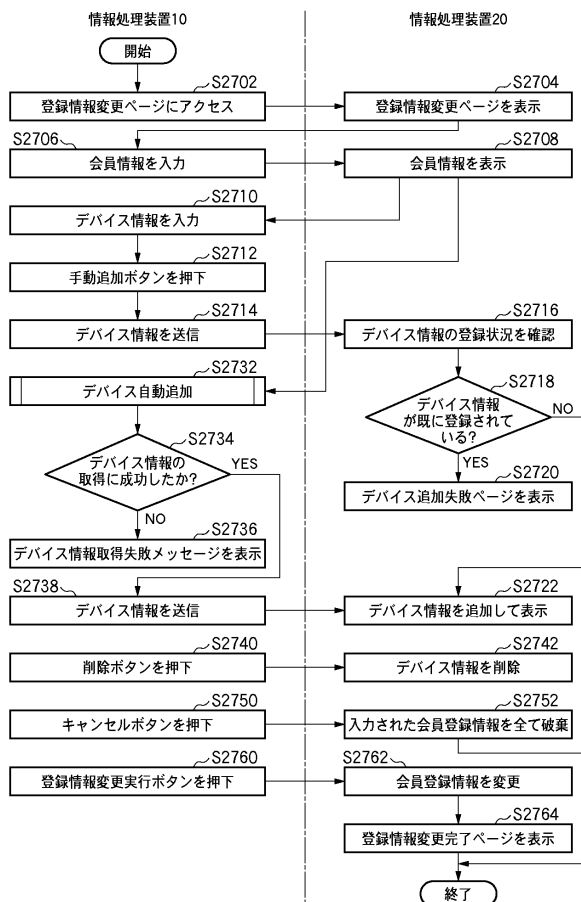 情報処理装置10
情報処理装置20
開始
S2702
登録情報変更ページにアクセス
S2704
登録情報変更ページを表示
S2706
会員情報を入力
S2708
会員情報を表示
S2710
デバイス情報を入力
S2712
手動追加ボタンを押下
S2714
デバイス情報を送信
S2716
デバイス情報の登録状況を確認
S2732
デバイス自動追加
S2718
デバイス情報
が既に登録されて
いる?
NO
YES
S2734
デバイス情報の
取得に成功したか?
YES
NO
S2720
デバイス追加失敗ページを表示
S2736
デバイス情報取得失敗メッセージを表示
S2738
デバイス情報を送信
S2722
デバイス情報を追加して表示
S2740
削除ボタンを押下
S2742
デバイス情報を削除
S2750
キャンセルボタンを押下
S2752
入力された会員登録情報を全て破棄
S2760
登録情報変更実行ボタンを押下
S2762
会員登録情報を変更
S2764
登録情報変更完了ページを表示
終了